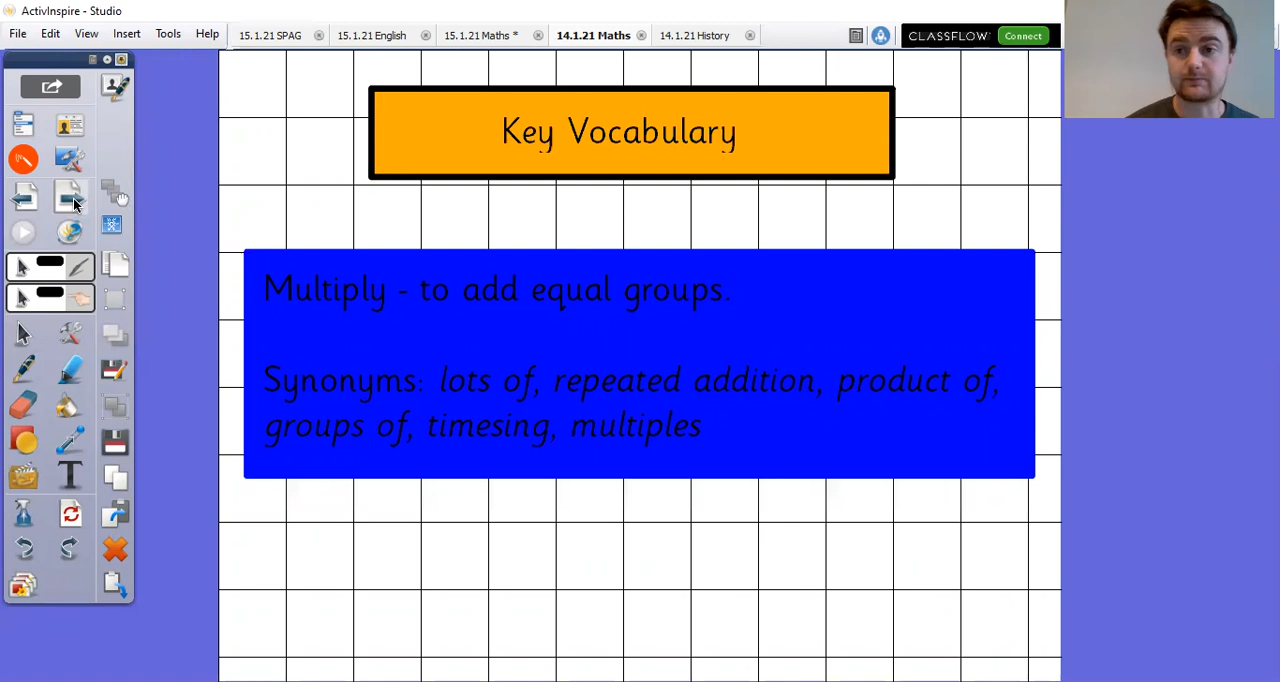 ActivInspire - Studio
File Edit View Insert Tools Help
15.1.21 SPAG 15.1.21 English 15.1.21 Maths * 14.1.21 Maths 14.1.21 History
CLASSFLOW Connect
Key Vocabulary
Multiply - to add equal groups.
Synonyms: lots of, repeated addition, product of,
groups of, timesing, multiples
T